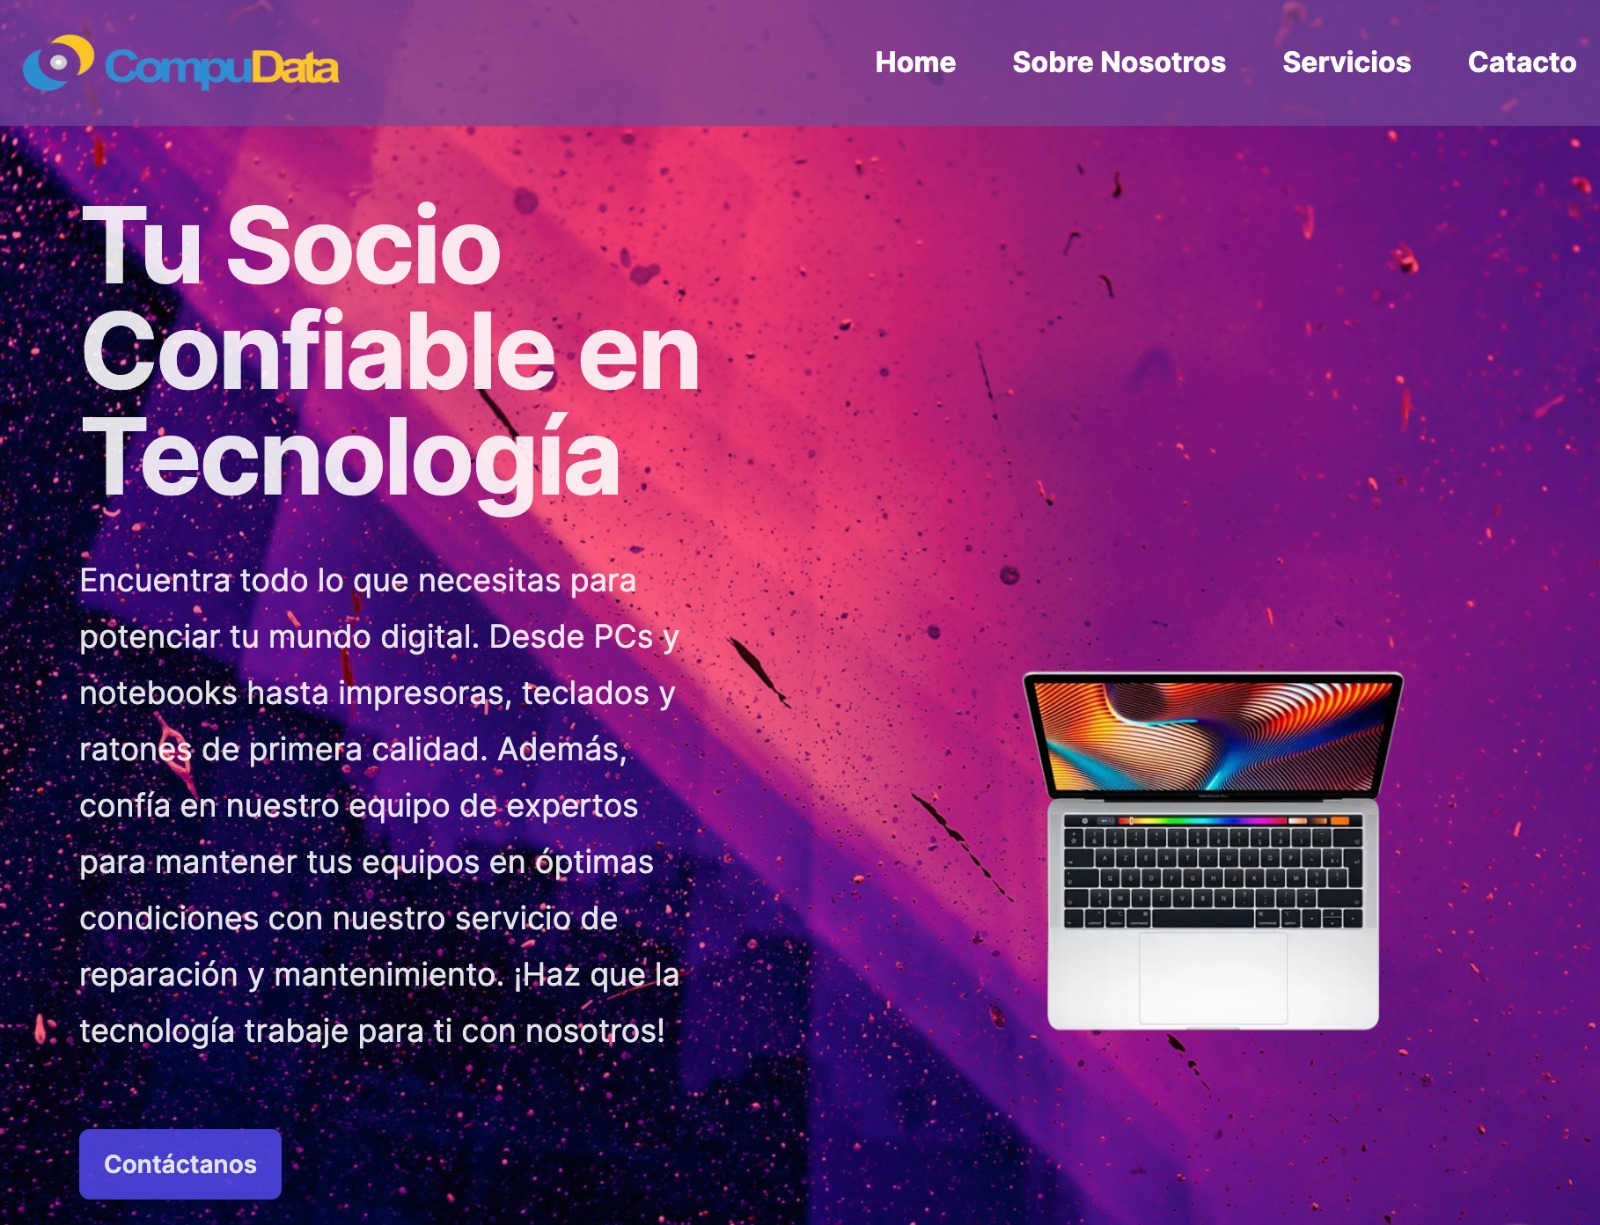 CompuData
Home Sobre Nosotros Servicios Catacto
Tu Socio
Confiable en
Tecnología
Encuentra todo lo que necesitas para
potenciar tu mundo digital. Desde PCs y
notebooks hasta impresoras, teclados y
ratones de primera calidad. Además,
confía en nuestro equipo de expertos
para mantener tus equipos en óptimas
condiciones con nuestro servicio de
reparación y mantenimiento. ¡Haz que la
tecnología trabaje para ti con nosotros!
Contáctanos